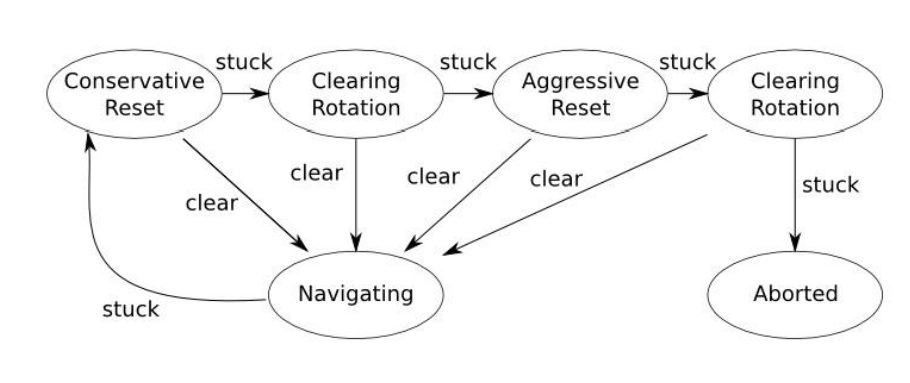 stuck
stuck
stuck
Conservative
Reset
Clearing
Rotation
Aggressive
Reset
Clearing
Rotation
clear
clear
clear
clear
stuck
Navigating
Aborted
stuck